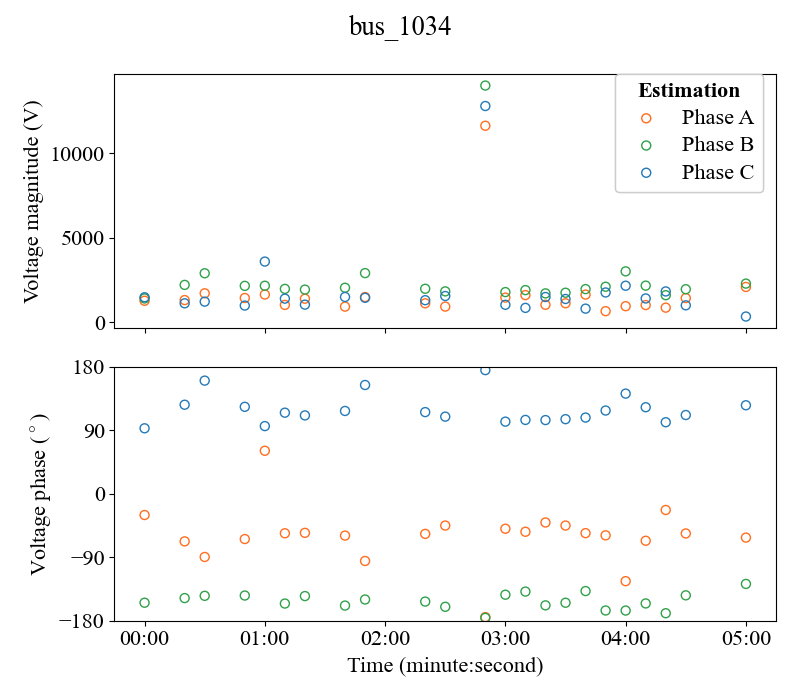 bus_1034
Voltage magnitude (V)
10000
5000
0
Estimation
Phase A
Phase B
Phase C
Voltage phase (°)
180
90
0
−90
−180
00:00 01:00 02:00 03:00 04:00 05:00
Time (minute:second)